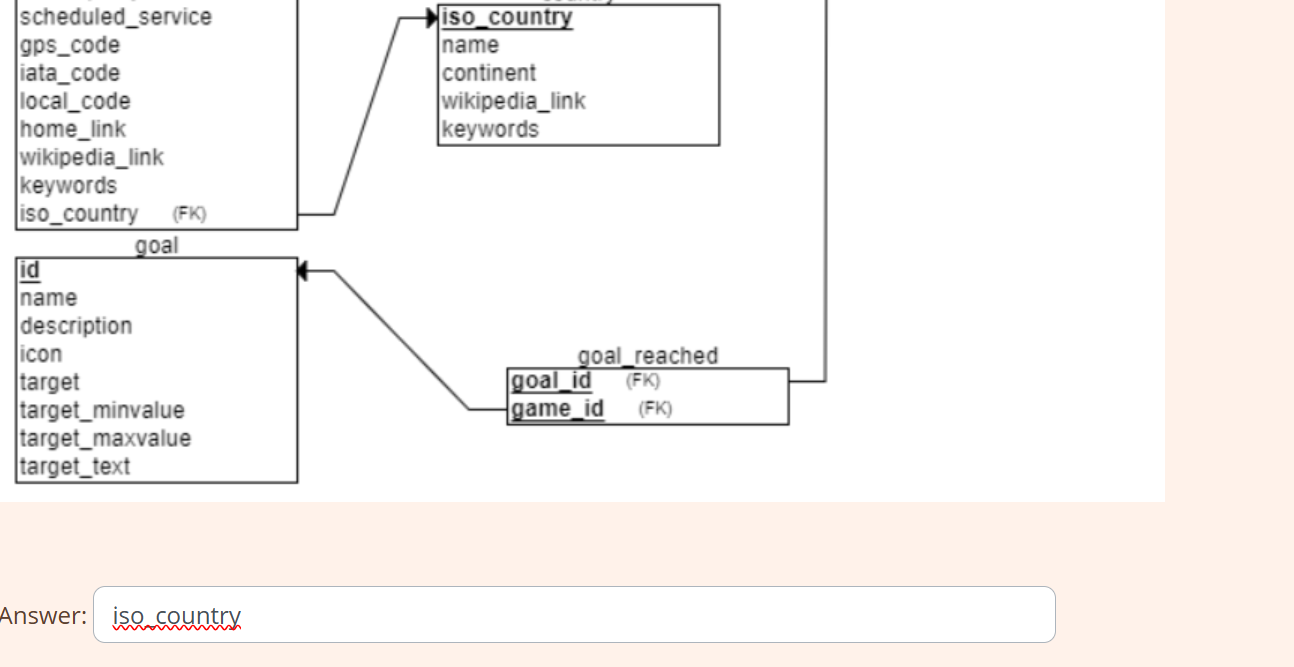 scheduled_service
gps_code
iata_code
local_code
home_link
wikipedia_link
keywords
iso_country (FK)
iso_country
name
continent
wikipedia_link
keywords
goal
id
name
description
icon
target
target_minvalue
target_maxvalue
target_text
goal_reached
goal_id (FK)
game_id (FK)
Answer: iso_country